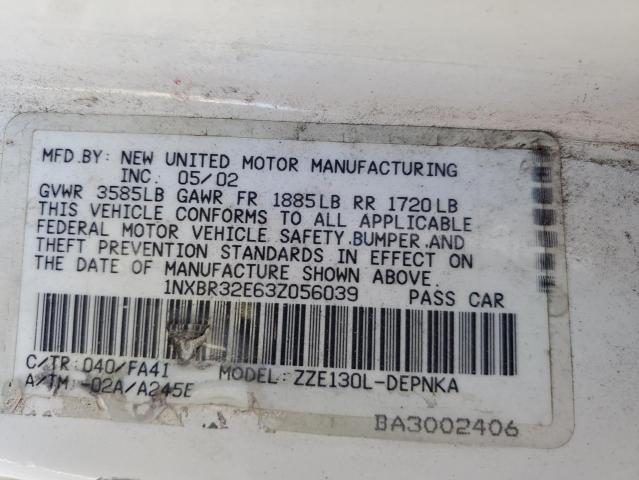 MFD.BY: NEW UNITED MOTOR MANUFACTURING
INC. 05/02
GVWR 3585LB GAWR FR 1885LB RR 1720LB
THIS VEHICLE CONFORMS TO ALL APPLICABLE
FEDERAL MOTOR VEHICLE SAFETY,BUMPER,AND
THEFT PREVENTION STANDARDS IN EFFECT ON
THE DATE OF MANUFACTURE SHOWN ABOVE.
1NXBR32E63Z056039 PASS CAR
C/TR: 040/FA41 MODEL: ZZE130L-DEPNKA
A/TM: -02A/A245E
BA3002406